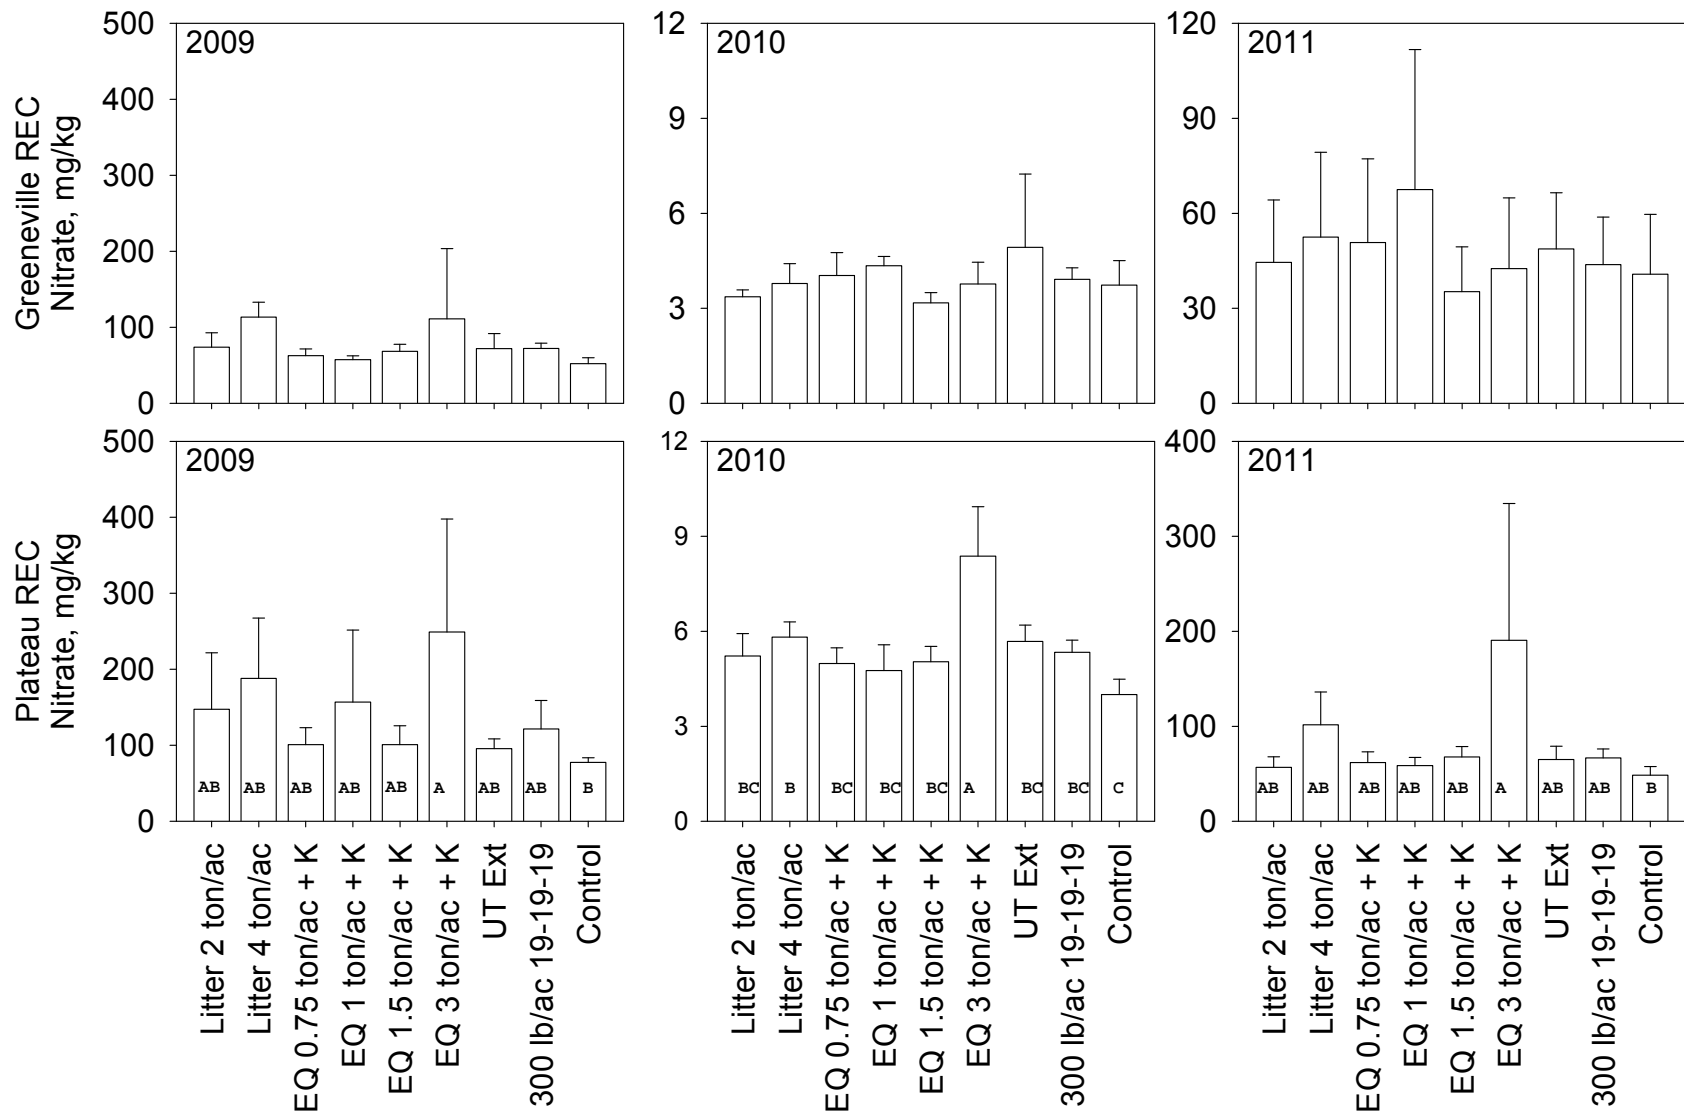 Greeneville REC
Nitrate, mg/kg
500
400
300
200
100
0
2009
12
9
6
3
0
2010
120
90
60
30
0
2011
Plateau REC
Nitrate, mg/kg
500
400
300
200
100
0
2009
AB AB AB AB AB A AB AB B
12
9
6
3
0
2010
BC B BC BC BC A BC BC C
400
300
200
100
0
2011
AB AB AB AB AB A AB AB B
Litter 2 ton/ac
Litter 4 ton/ac
EQ 0.75 ton/ac + K
EQ 1 ton/ac + K
EQ 1.5 ton/ac + K
EQ 3 ton/ac + K
UT Ext
300 lb/ac 19-19-19
Control
Litter 2 ton/ac
Litter 4 ton/ac
EQ 0.75 ton/ac + K
EQ 1 ton/ac + K
EQ 1.5 ton/ac + K
EQ 3 ton/ac + K
UT Ext
300 lb/ac 19-19-19
Control
Litter 2 ton/ac
Litter 4 ton/ac
EQ 0.75 ton/ac + K
EQ 1 ton/ac + K
EQ 1.5 ton/ac + K
EQ 3 ton/ac + K
UT Ext
300 lb/ac 19-19-19
Control